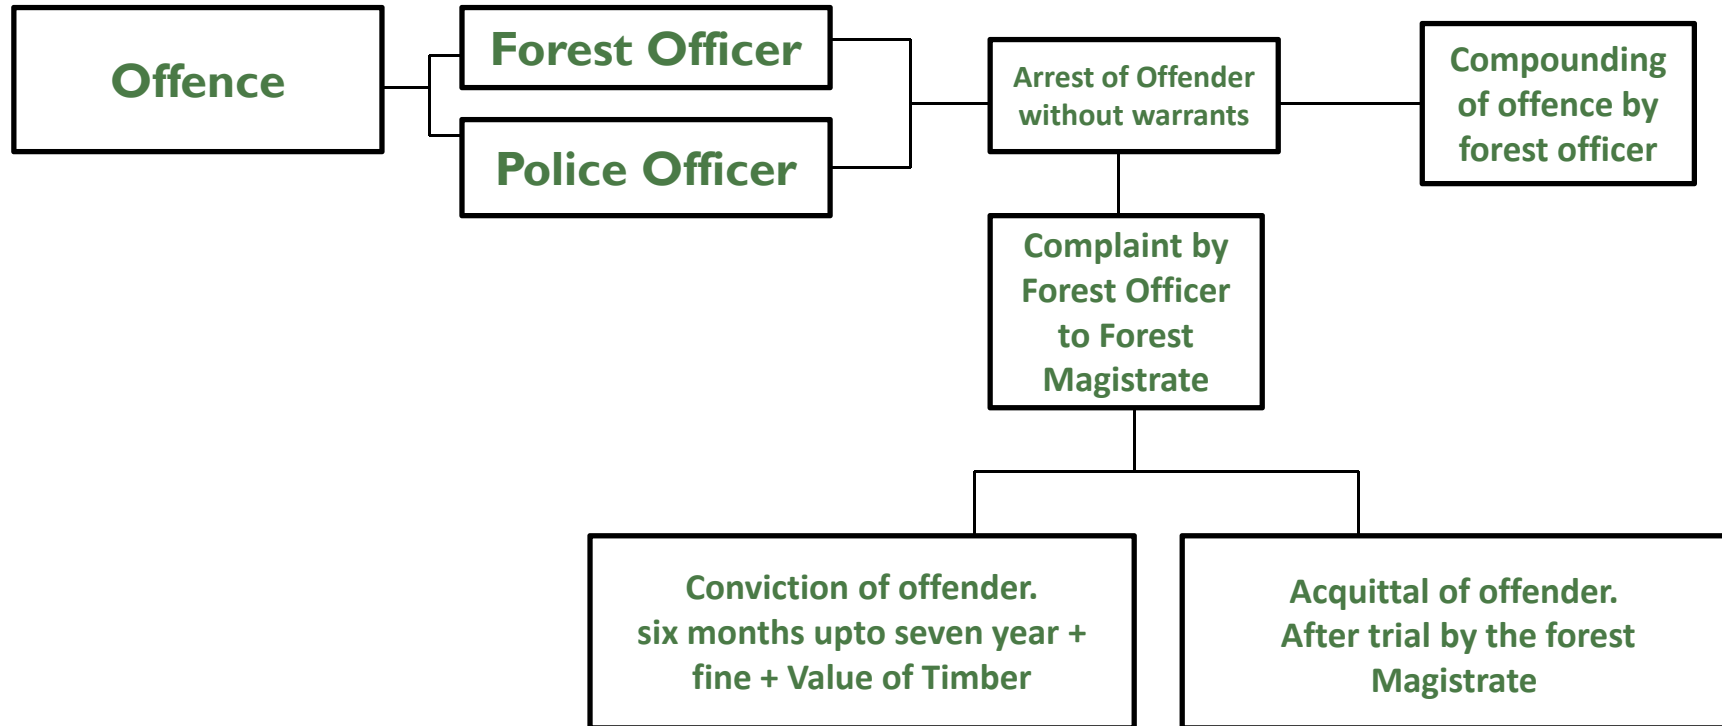 Offence
Forest Officer
Police Officer
Arrest of Offender
without warrants
Compounding
of offence by
forest officer
Complaint by
Forest Officer
to Forest
Magistrate
Conviction of offender.
six months upto seven year +
fine + Value of Timber
Acquittal of offender.
After trial by the forest
Magistrate